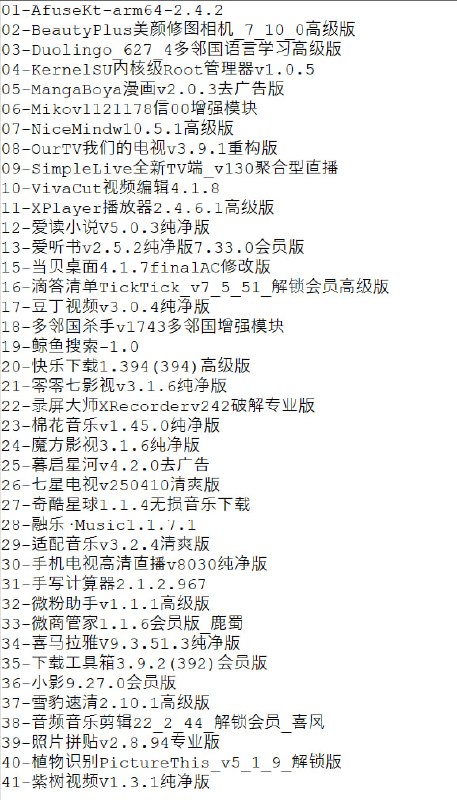 01-AfuseKt-arm64-2.4.2
02-BeautyPlus美颜修图相机_7_10_0高级版
03-Duolingo_627_4多邻国语言学习高级版
04-KernelSU内核级Root管理器v1.0.5
05-MangaBoya漫画v2.0.3去广告版
06-Mikov1121178信00增强模块
07-NiceMindw10.5.1高级版
08-OurTV我们的电视v3.9.1重构版
09-SimpleLive全新TV端_v130聚合型直播
10-VivaCut视频编辑4.1.8
11-XPlayer播放器2.4.6.1高级版
12-爱读小说V5.0.3纯净版
13-爱听书v2.5.2纯净版7.33.0会员版
15-当贝桌面4.1.7finalAC修改版
16-滴答清单TickTick_v7_5_51_解锁会员高级版
17-豆丁视频v3.0.4纯净版
18-多邻国杀手v1743多邻国增强模块
19-鲸鱼搜索-1.0
20-快乐下载1.394(394)高级版
21-零零七影视v3.1.6纯净版
22-录屏大师XRecorderv242破解专业版
23-棉花音乐v1.45.0纯净版
24-魔方影视3.1.6纯净版
25-暮启星河v4.2.0去广告
26-七星电视v250410清爽版
27-奇酷星球1.1.4无损音乐下载
28-融乐·Music1.1.7.1
29-适配音乐v3.2.4清爽版
30-手机电视高清直播v8030纯净版
31-手写计算器2.1.2.967
32-微粉助手v1.1.1高级版
33-微商管家1.1.6会员版_鹿蜀
34-喜马拉雅V9.3.51.3纯净版
35-下载工具箱3.9.2(392)会员版
36-小影9.27.0会员版
37-雪豹速清2.10.1高级版
38-音频音乐剪辑22_2_44_解锁会员_喜风
39-照片拼贴v2.8.94专业版
40-植物识别PictureThis_v5_1_9_解锁版
41-紫树视频V1.3.1纯净版